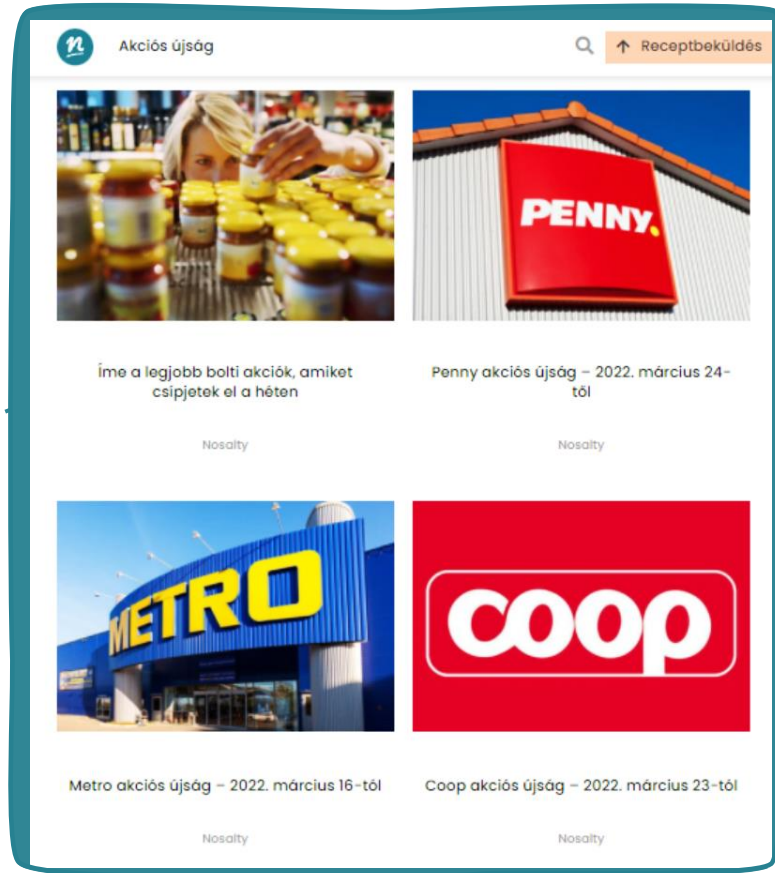 n
Akciós újság
↑ Receptbeküldés
PENNY.
Íme a legjobb bolti akciók, amiket
csípjetek el a héten
Penny akciós újság – 2022. március 24-
től
Nosalty
Nosalty
METRO
coop
Metro akciós újság – 2022. március 16-tól
Coop akciós újság – 2022. március 23-tól
Nosalty
Nosalty